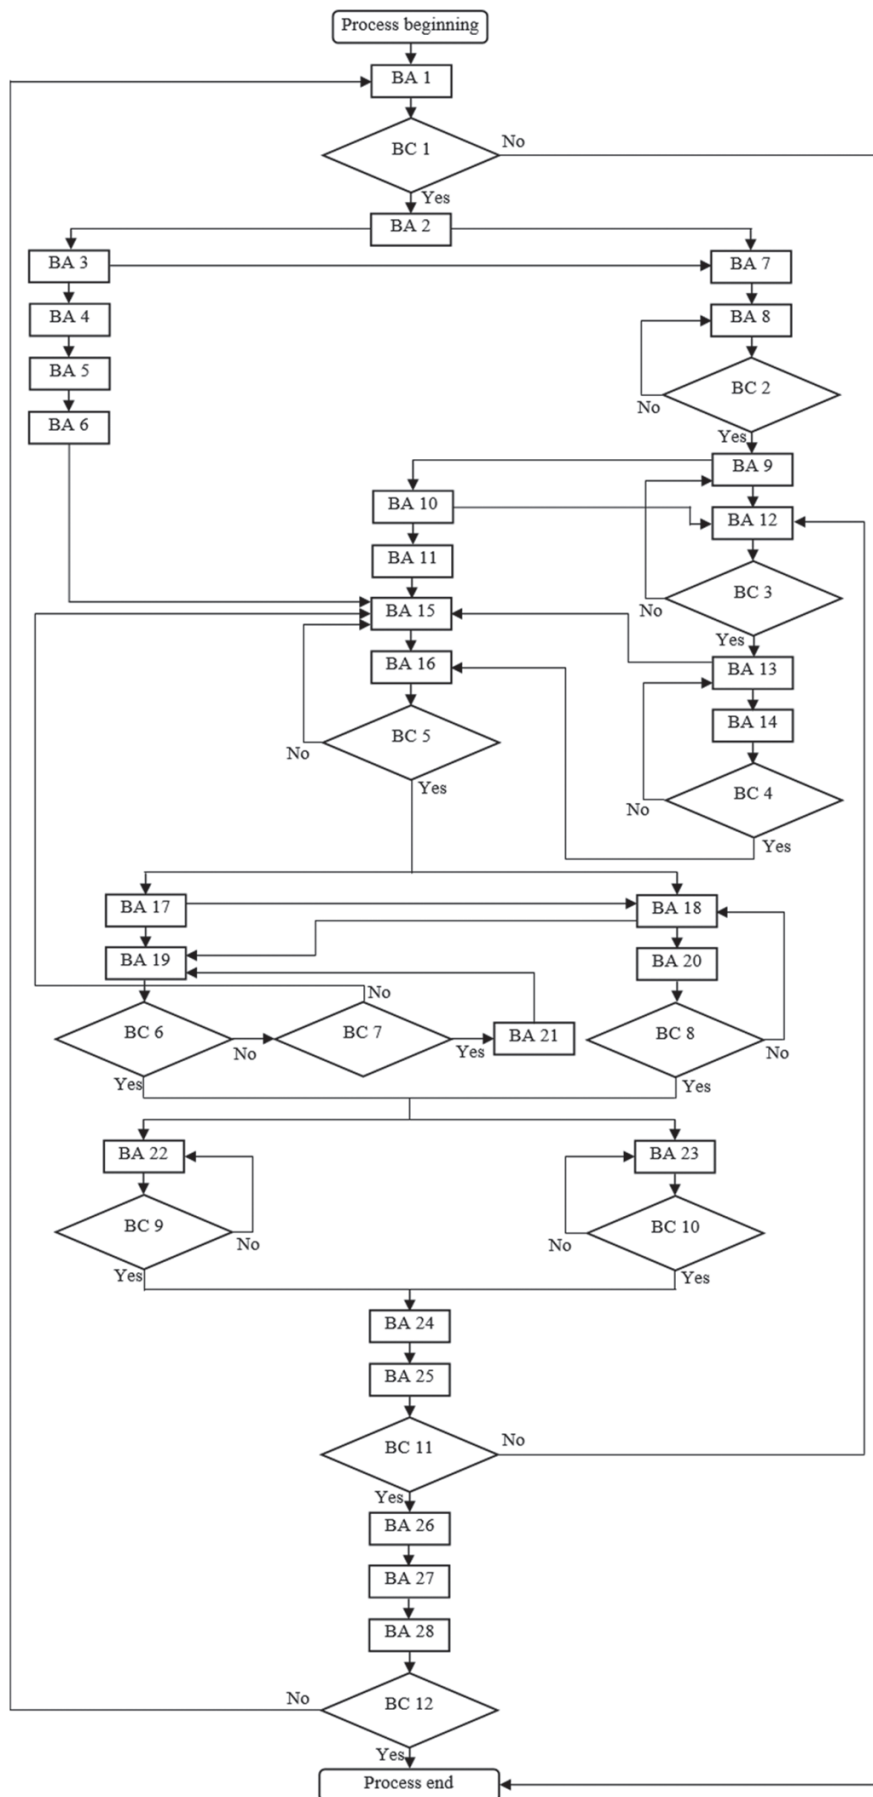 Process beginning
BA 1
BC 1
No
Yes
BA 2
BA 3
BA 7
BA 4
BA 8
BA 5
BC 2
No
BA 6
Yes
BA 9
BA 10
BA 12
BA 11
BC 3
No
BA 15
Yes
BA 16
BA 13
BA 14
BC 5
No
Yes
BC 4
No
Yes
BA 17
BA 18
BA 19
BA 20
No
BC 6
No
BC 7
Yes
BA 21
BC 8
No
Yes
Yes
BA 22
BA 23
BC 9
No
BC 10
No
Yes
Yes
BA 24
BA 25
BC 11
No
Yes
BA 26
BA 27
BA 28
No
BC 12
Yes
Process end